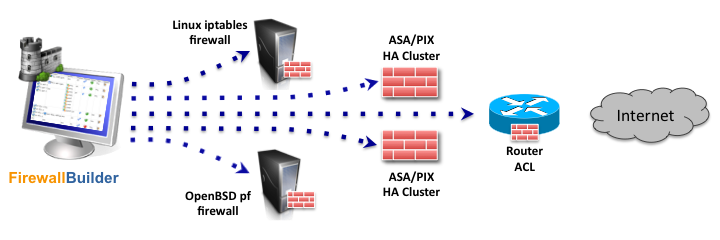 Linux iptables
firewall
ASA/PIX
HA Cluster
Internet
Router
ACL
FirewallBuilder
OpenBSD pf
firewall
ASA/PIX
HA Cluster